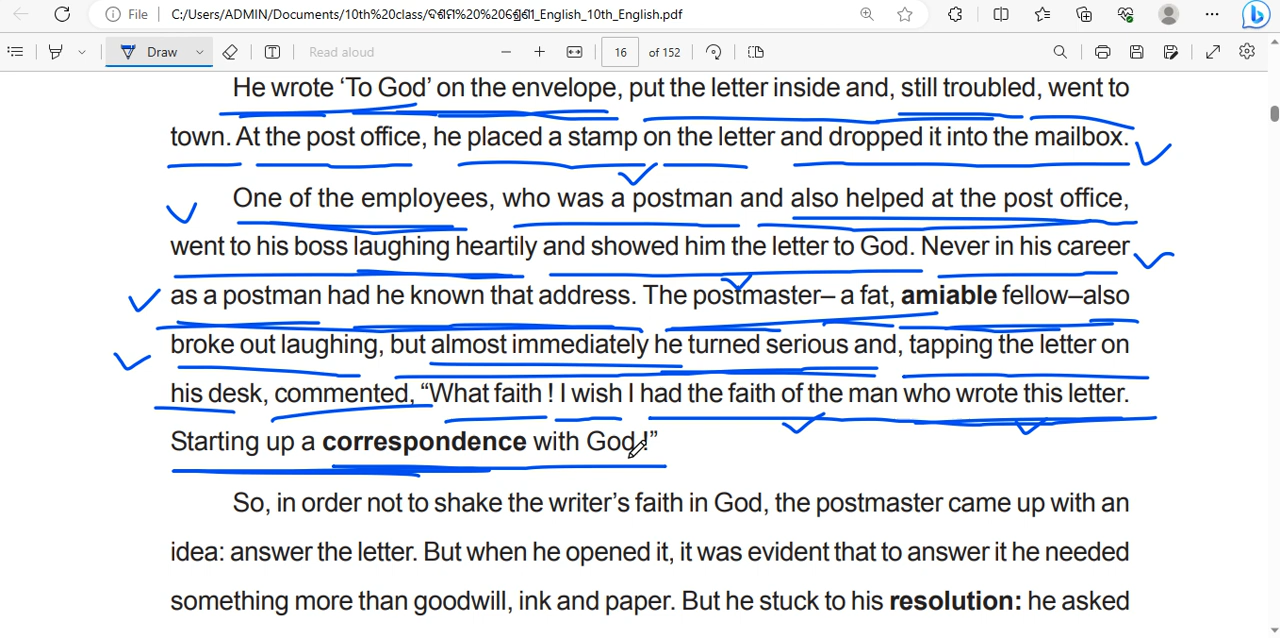 File C:/Users/ADMIN/Documents/10th%20class/ଦଶମ%20%20ଶ୍ରେଣୀ_English_10th_English.pdf
Draw Read aloud 16 of 152
He wrote ‘To God’ on the envelope, put the letter inside and, still troubled, went to
town. At the post office, he placed a stamp on the letter and dropped it into the mailbox.
One of the employees, who was a postman and also helped at the post office,
went to his boss laughing heartily and showed him the letter to God. Never in his career
as a postman had he known that address. The postmaster– a fat, amiable fellow–also
broke out laughing, but almost immediately he turned serious and, tapping the letter on
his desk, commented, “What faith ! I wish I had the faith of the man who wrote this letter.
Starting up a correspondence with God !”
So, in order not to shake the writer’s faith in God, the postmaster came up with an
idea: answer the letter. But when he opened it, it was evident that to answer it he needed
something more than goodwill, ink and paper. But he stuck to his resolution: he asked